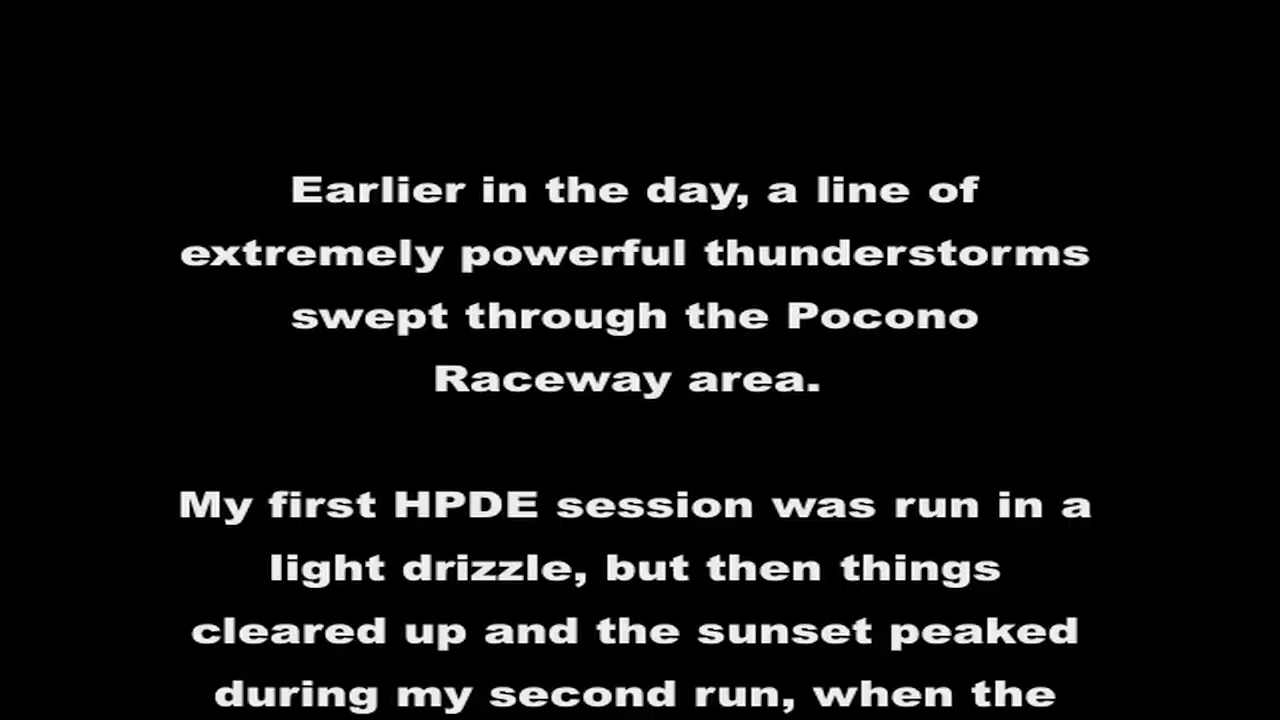 Earlier in the day, a line of
extremely powerful thunderstorms
swept through the Pocono
Raceway area.
My first HPDE session was run in a
light drizzle, but then things
cleared up and the sunset peaked
during my second run, when the